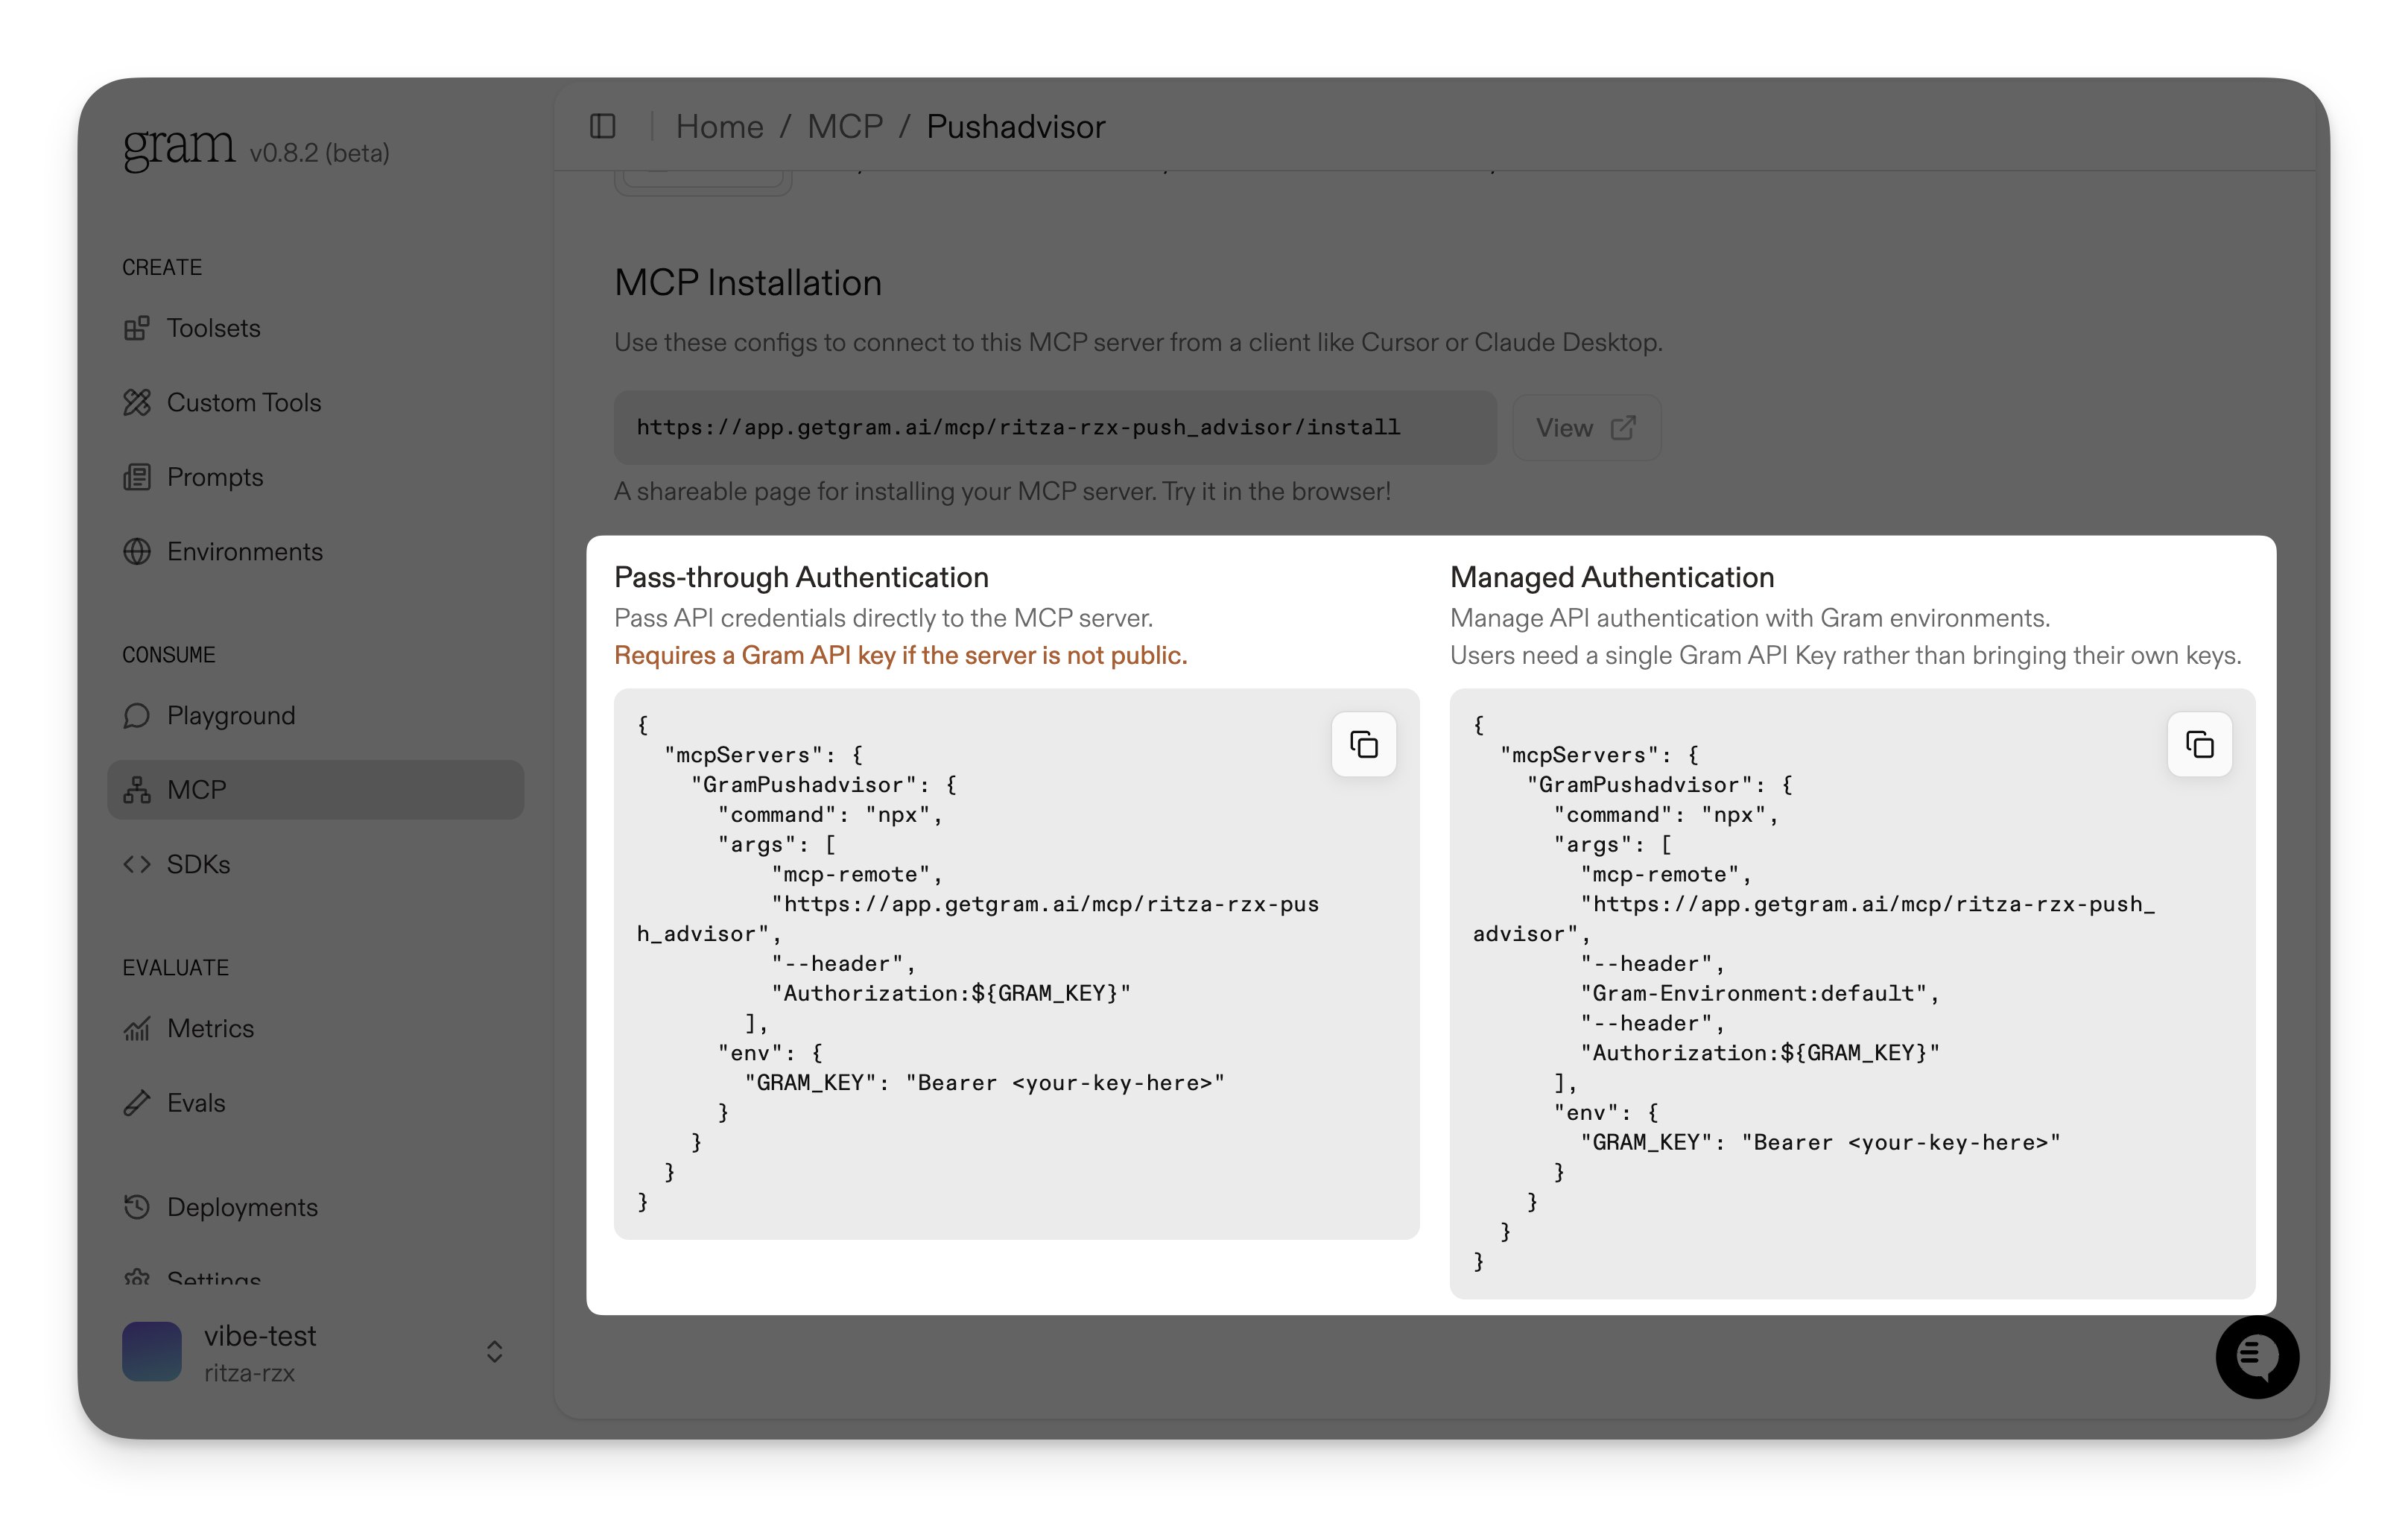 gram v0.8.2 (beta)
CREATE
Toolsets
Custom Tools
Prompts
Environments
CONSUME
Playground
MCP
SDKs
EVALUATE
Metrics
Evals
Deployments
Settings
vibe-test
ritza-rzx
Home / MCP / Pushadvisor
MCP Installation
Use these configs to connect to this MCP server from a client like Cursor or Claude Desktop.
https://app.getgram.ai/mcp/ritza-rzx-push_advisor/install
View
A shareable page for installing your MCP server. Try it in the browser!
Pass-through Authentication
Pass API credentials directly to the MCP server.
Requires a Gram API key if the server is not public.
{
  "mcpServers": {
    "GramPushadvisor": {
      "command": "npx",
      "args": [
          "mcp-remote",
          "https://app.getgram.ai/mcp/ritza-rzx-pus
h_advisor",
          "--header",
          "Authorization:${GRAM_KEY}"
        ],
      "env": {
        "GRAM_KEY": "Bearer <your-key-here>"
      }
    }
  }
}
Managed Authentication
Manage API authentication with Gram environments.
Users need a single Gram API Key rather than bringing their own keys.
{
  "mcpServers": {
    "GramPushadvisor": {
      "command": "npx",
      "args": [
        "mcp-remote",
        "https://app.getgram.ai/mcp/ritza-rzx-push_
advisor",
        "--header",
        "Gram-Environment:default",
        "--header",
        "Authorization:${GRAM_KEY}"
      ],
      "env": {
        "GRAM_KEY": "Bearer <your-key-here>"
      }
    }
  }
}